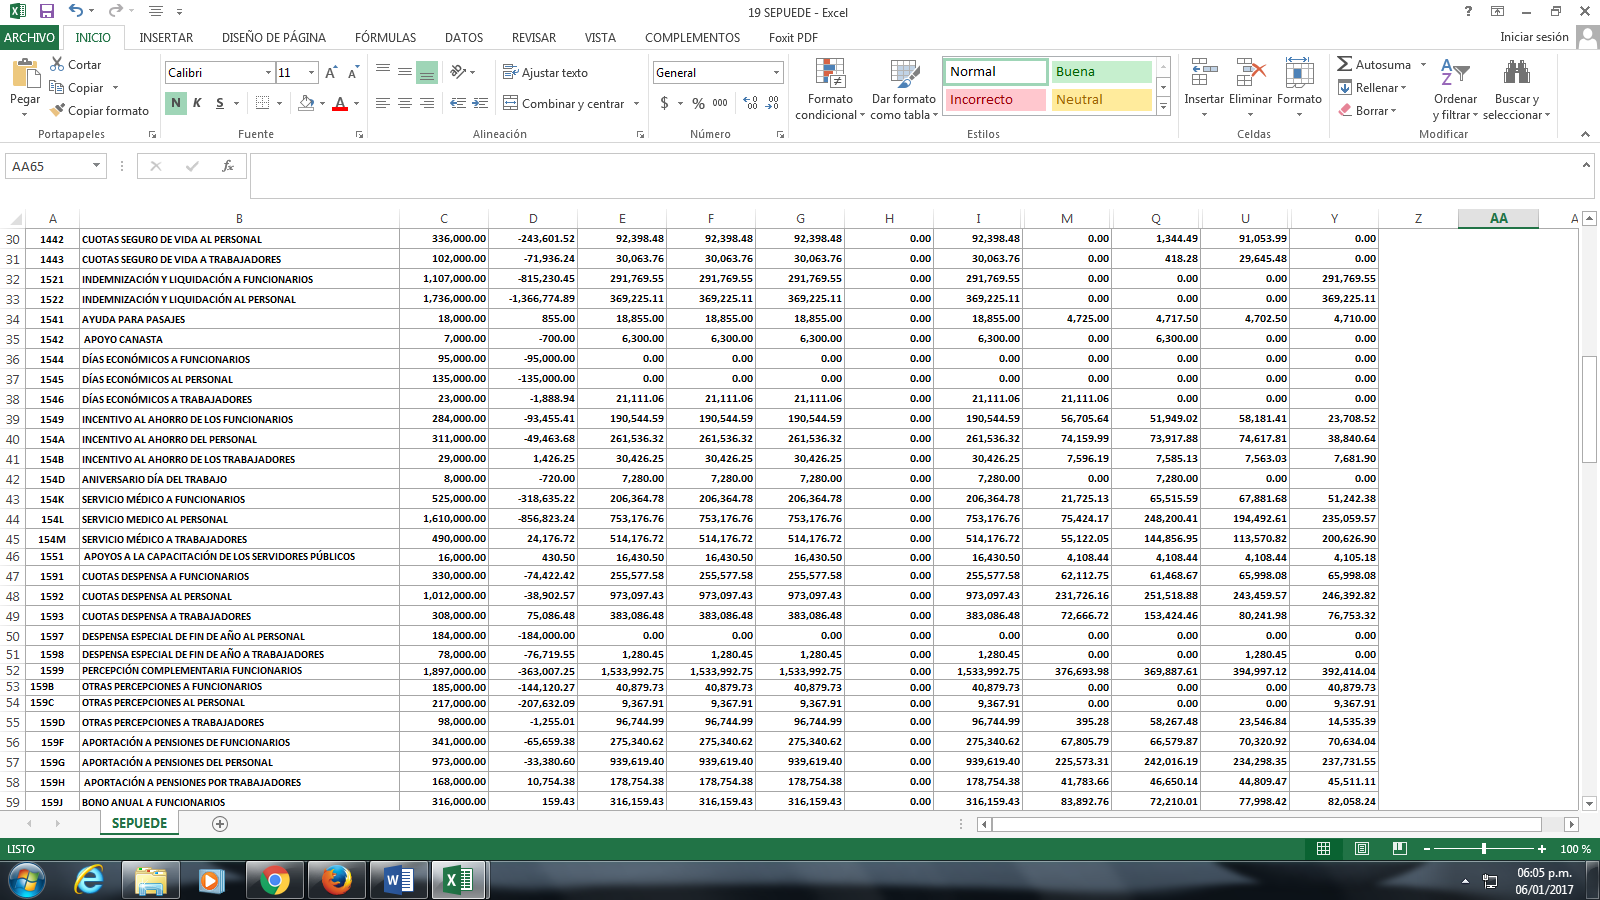 19 SEPUEDE - Excel
ARCHIVO INICIO INSERTAR DISEÑO DE PÁGINA FÓRMULAS DATOS REVISAR VISTA COMPLEMENTOS Foxit PDF Iniciar sesión
Pegar Cortar Copiar Copiar formato
Calibri 11 N K S A
Ajustar texto Combinar y centrar
General $ % 000
Formato condicional Dar formato como tabla
Normal Buena Incorrecto Neutral
Insertar Eliminar Formato
Autosuma Rellenar Borrar Ordenar y filtrar Buscar y seleccionar
Portapapeles Fuente Alineación Número Estilos Celdas Modificar
AA65 fx
A B C D E F G H I M Q U Y Z AA A
30 1442 CUOTAS SEGURO DE VIDA AL PERSONAL 336,000.00 -243,601.52 92,398.48 92,398.48 92,398.48 0.00 92,398.48 0.00 1,344.49 91,053.99 0.00
31 1443 CUOTAS SEGURO DE VIDA A TRABAJADORES 102,000.00 -71,936.24 30,063.76 30,063.76 30,063.76 0.00 30,063.76 0.00 418.28 29,645.48 0.00
32 1521 INDEMNIZACIÓN Y LIQUIDACIÓN A FUNCIONARIOS 1,107,000.00 -815,230.45 291,769.55 291,769.55 291,769.55 0.00 291,769.55 0.00 0.00 0.00 291,769.55
33 1522 INDEMNIZACIÓN Y LIQUIDACIÓN AL PERSONAL 1,736,000.00 -1,366,774.89 369,225.11 369,225.11 369,225.11 0.00 369,225.11 0.00 0.00 0.00 369,225.11
34 1541 AYUDA PARA PASAJES 18,000.00 855.00 18,855.00 18,855.00 18,855.00 0.00 18,855.00 4,725.00 4,717.50 4,702.50 4,710.00
35 1542 APOYO CANASTA 7,000.00 -700.00 6,300.00 6,300.00 6,300.00 0.00 6,300.00 0.00 6,300.00 0.00 0.00
36 1544 DÍAS ECONÓMICOS A FUNCIONARIOS 95,000.00 -95,000.00 0.00 0.00 0.00 0.00 0.00 0.00 0.00 0.00 0.00
37 1545 DÍAS ECONÓMICOS AL PERSONAL 135,000.00 -135,000.00 0.00 0.00 0.00 0.00 0.00 0.00 0.00 0.00 0.00
38 1546 DÍAS ECONÓMICOS A TRABAJADORES 23,000.00 -1,888.94 21,111.06 21,111.06 21,111.06 0.00 21,111.06 21,111.06 0.00 0.00 0.00
39 1549 INCENTIVO AL AHORRO DE LOS FUNCIONARIOS 284,000.00 -93,455.41 190,544.59 190,544.59 190,544.59 0.00 190,544.59 56,705.64 51,949.02 58,181.41 23,708.52
40 154A INCENTIVO AL AHORRO DEL PERSONAL 311,000.00 -49,463.68 261,536.32 261,536.32 261,536.32 0.00 261,536.32 74,159.99 73,917.88 74,617.81 38,840.64
41 154B INCENTIVO AL AHORRO DE LOS TRABAJADORES 29,000.00 1,426.25 30,426.25 30,426.25 30,426.25 0.00 30,426.25 7,596.19 7,585.13 7,563.03 7,681.90
42 154D ANIVERSARIO DÍA DEL TRABAJO 8,000.00 -720.00 7,280.00 7,280.00 7,280.00 0.00 7,280.00 0.00 7,280.00 0.00 0.00
43 154K SERVICIO MÉDICO A FUNCIONARIOS 525,000.00 -318,635.22 206,364.78 206,364.78 206,364.78 0.00 206,364.78 21,725.13 65,515.59 67,881.68 51,242.38
44 154L SERVICIO MEDICO AL PERSONAL 1,610,000.00 -856,823.24 753,176.76 753,176.76 753,176.76 0.00 753,176.76 75,424.17 248,200.41 194,492.61 235,059.57
45 154M SERVICIO MÉDICO A TRABAJADORES 490,000.00 24,176.72 514,176.72 514,176.72 514,176.72 0.00 514,176.72 55,122.05 144,856.95 113,570.82 200,626.90
46 1551 APOYOS A LA CAPACITACIÓN DE LOS SERVIDORES PÚBLICOS 16,000.00 430.50 16,430.50 16,430.50 16,430.50 0.00 16,430.50 4,108.44 4,108.44 4,108.44 4,105.18
47 1591 CUOTAS DESPENSA A FUNCIONARIOS 330,000.00 -74,422.42 255,577.58 255,577.58 255,577.58 0.00 255,577.58 62,112.75 61,468.67 65,998.08 65,998.08
48 1592 CUOTAS DESPENSA AL PERSONAL 1,012,000.00 -38,902.57 973,097.43 973,097.43 973,097.43 0.00 973,097.43 231,726.16 251,518.88 243,459.57 246,392.82
49 1593 CUOTAS DESPENSA A TRABAJADORES 308,000.00 75,086.48 383,086.48 383,086.48 383,086.48 0.00 383,086.48 72,666.72 153,424.46 80,241.98 76,753.32
50 1597 DESPENSA ESPECIAL DE FIN DE AÑO AL PERSONAL 184,000.00 -184,000.00 0.00 0.00 0.00 0.00 0.00 0.00 0.00 0.00 0.00
51 1598 DESPENSA ESPECIAL DE FIN DE AÑO A TRABAJADORES 78,000.00 -76,719.55 1,280.45 1,280.45 1,280.45 0.00 1,280.45 0.00 0.00 1,280.45 0.00
52 1599 PERCEPCIÓN COMPLEMENTARIA FUNCIONARIOS 1,897,000.00 -363,007.25 1,533,992.75 1,533,992.75 1,533,992.75 0.00 1,533,992.75 376,693.98 369,887.61 394,997.12 392,414.04
53 159B OTRAS PERCEPCIONES A FUNCIONARIOS 185,000.00 -144,120.27 40,879.73 40,879.73 40,879.73 0.00 40,879.73 0.00 0.00 0.00 40,879.73
54 159C OTRAS PERCEPCIONES AL PERSONAL 217,000.00 -207,632.09 9,367.91 9,367.91 9,367.91 0.00 9,367.91 0.00 0.00 0.00 9,367.91
55 159D OTRAS PERCEPCIONES A TRABAJADORES 98,000.00 -1,255.01 96,744.99 96,744.99 96,744.99 0.00 96,744.99 395.28 58,267.48 23,546.84 14,535.39
56 159F APORTACIÓN A PENSIONES DE FUNCIONARIOS 341,000.00 -65,659.38 275,340.62 275,340.62 275,340.62 0.00 275,340.62 67,805.79 66,579.87 70,320.92 70,634.04
57 159G APORTACIÓN A PENSIONES DEL PERSONAL 973,000.00 -33,380.60 939,619.40 939,619.40 939,619.40 0.00 939,619.40 225,573.31 242,016.19 234,298.35 237,731.55
58 159H APORTACIÓN A PENSIONES POR TRABAJADORES 168,000.00 10,754.38 178,754.38 178,754.38 178,754.38 0.00 178,754.38 41,783.66 46,650.14 44,809.47 45,511.11
59 159J BONO ANUAL A FUNCIONARIOS 316,000.00 159.43 316,159.43 316,159.43 316,159.43 0.00 316,159.43 83,892.76 72,210.01 77,998.42 82,058.24
SEPUEDE
LISTO 100 %
06:05 p.m.
06/01/2017